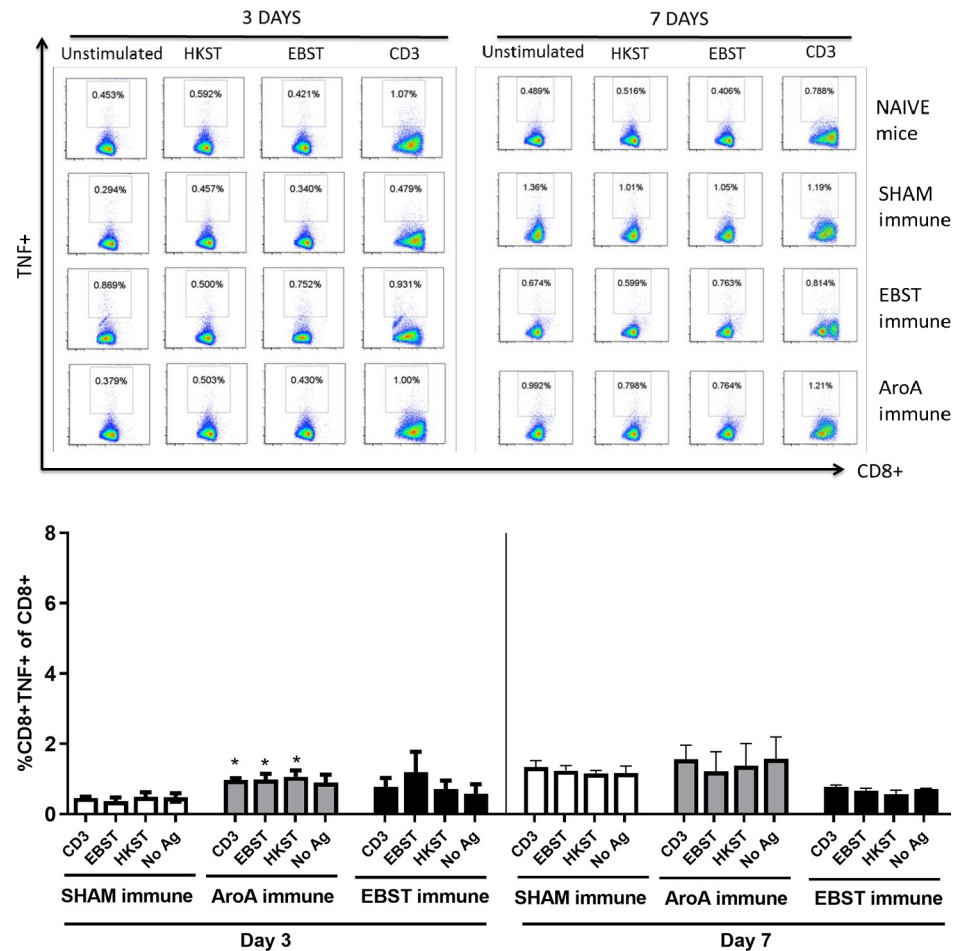 3 DAYS 7 DAYS
Unstimulated HKST EBST CD3 Unstimulated HKST EBST CD3
0.453% 0.592% 0.421% 1.07% 0.489% 0.516% 0.406% 0.788% NAIVE
mice
0.294% 0.457% 0.340% 0.479% 1.36% 1.01% 1.05% 1.19% SHAM
immune
TNF+
0.869% 0.500% 0.752% 0.931% 0.674% 0.599% 0.763% 0.814% EBST
immune
0.379% 0.503% 0.430% 1.00% 0.992% 0.798% 0.764% 1.21% AroA
immune
CD8+
%CD8+TNF+ of CD8+
8
6
4
2
0
* * *
CD3 EBST HKST No Ag CD3 EBST HKST No Ag CD3 EBST HKST No Ag CD3 EBST HKST No Ag CD3 EBST HKST No Ag CD3 EBST HKST No Ag
SHAM immune AroA immune EBST immune SHAM immune AroA immune EBST immune
Day 3 Day 7